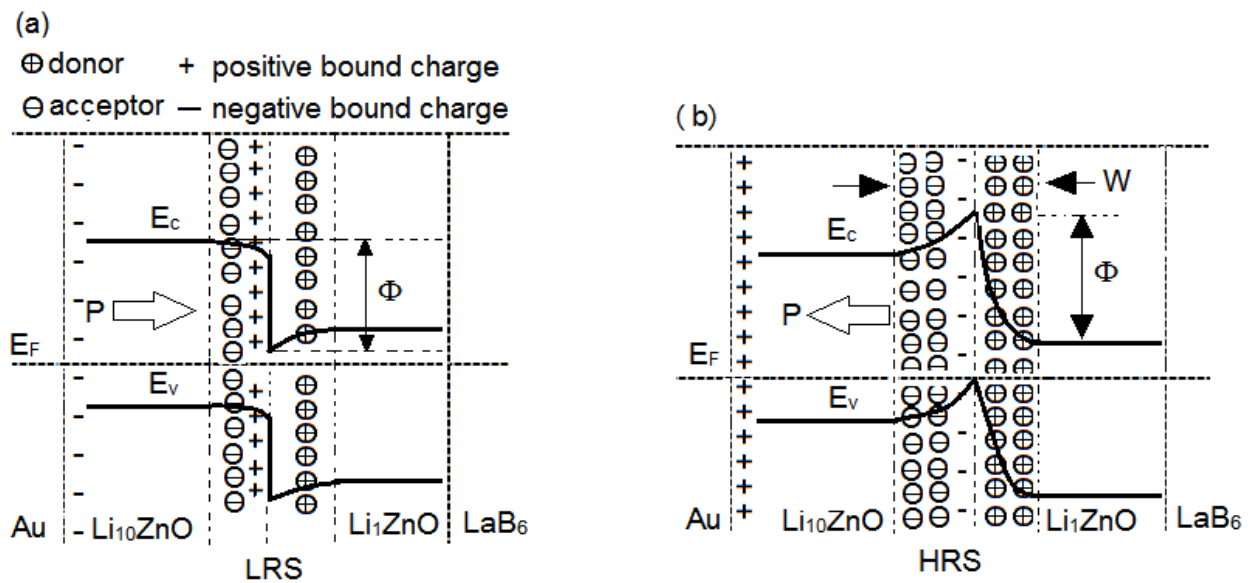 (a)
⊕ donor + positive bound charge
⊖ acceptor — negative bound charge
Ec
P
Φ
EF
Ev
Au Li10ZnO Li1ZnO LaB6
LRS
(b)
W
Ec
Φ
P
EF
Ev
Au Li10ZnO Li1ZnO LaB6
HRS